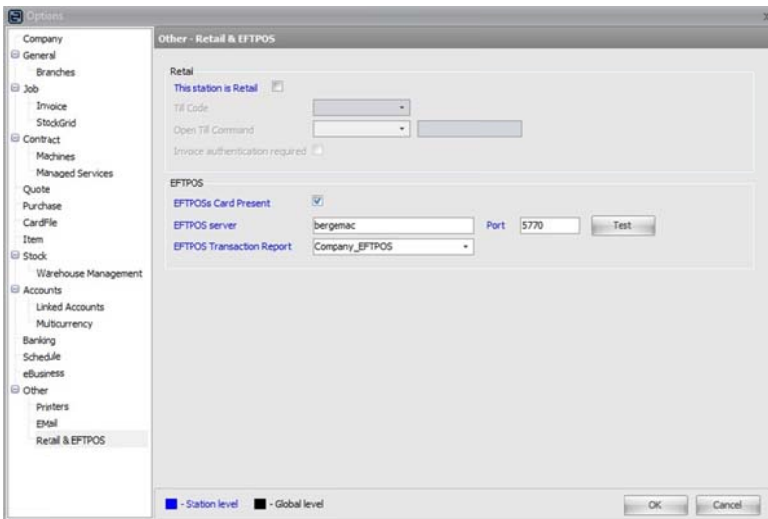 Options
Company
General
Branches
Job
Invoice
StockGrid
Contract
Machines
Managed Services
Quote
Purchase
CardFile
Item
Stock
Warehouse Management
Accounts
Linked Accounts
Multicurrency
Banking
Schedule
eBusiness
Other
Printers
EMail
Retail & EFTPOS
Other - Retail & EFTPOS
Retail
This station is Retail
Till Code
Open Till Command
Invoice authentication required
EFTPOS
EFTPOSs Card Present
EFTPOS server bergemac Port 5770 Test
EFTPOS Transaction Report Company_EFTPOS
- Station level - Global level
OK Cancel